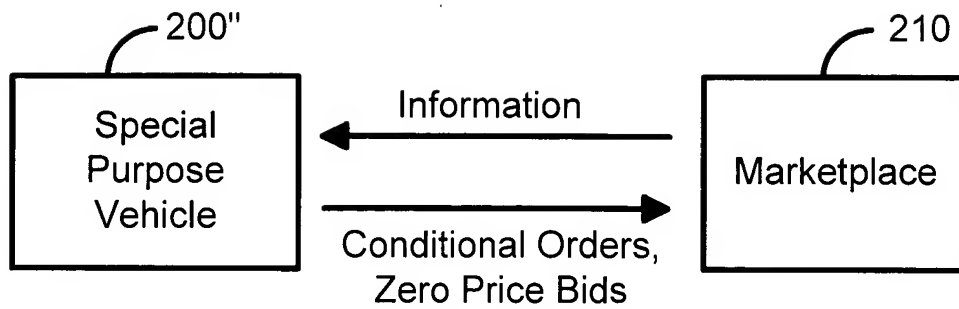 200"
210
Special
Purpose
Vehicle
Information
Marketplace
Conditional Orders,
Zero Price Bids